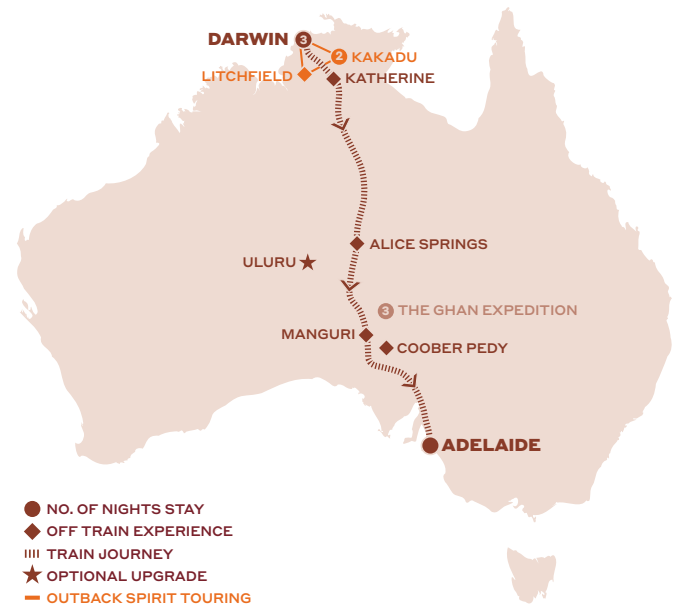 DARWIN 3
2 KAKADU
LITCHFIELD
KATHERINE
ALICE SPRINGS
ULURU
3 THE GHAN EXPEDITION
MANGURI
COOBER PEDY
ADELAIDE
NO. OF NIGHTS STAY
OFF TRAIN EXPERIENCE
TRAIN JOURNEY
OPTIONAL UPGRADE
OUTBACK SPIRIT TOURING